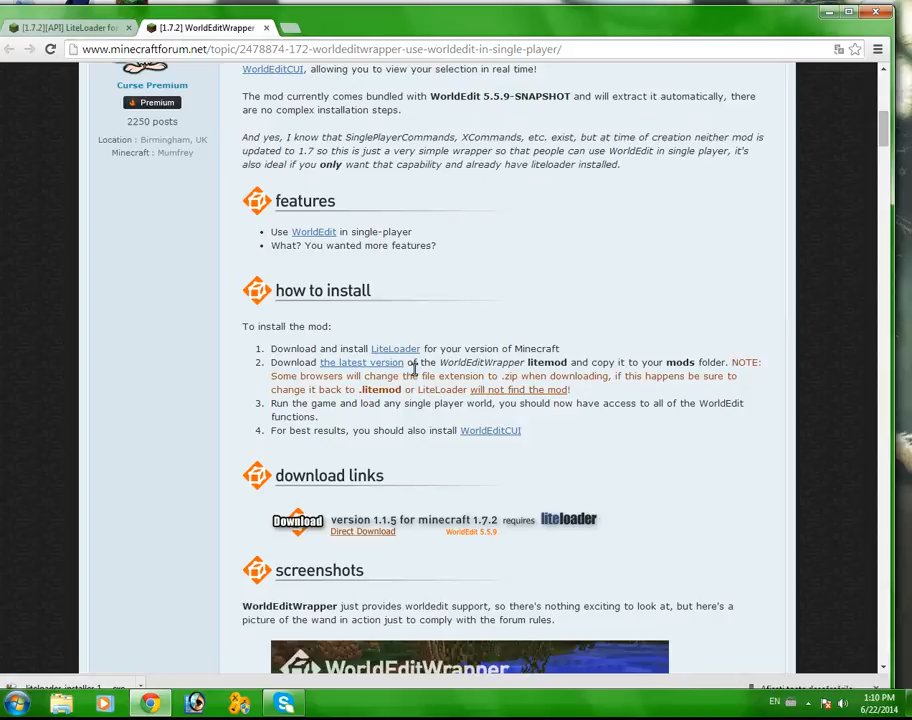 [1.7.2][API] LiteLoader fo
[1.7.2] WorldEditWrapper
www.minecraftforum.net/topic/2478874-172-worldeditwrapper-use-worldedit-in-single-player/
Curse Premium
Premium
2250 posts
Location : Birmingham, UK
Minecraft : Mumfrey
WorldEditCUI, allowing you to view your selection in real time!
The mod currently comes bundled with WorldEdit 5.5.9-SNAPSHOT and will extract it automatically, there
are no complex installation steps.
And yes, I know that SinglePlayerCommands, XCommands, etc. exist, but at time of creation neither mod is
updated to 1.7 so this is just a very simple wrapper so that people can use WorldEdit in single player, it's
also ideal if you only want that capability and already have liteloader installed.
features
• Use WorldEdit in single-player
• What? You wanted more features?
how to install
To install the mod:
1. Download and install LiteLoader for your version of Minecraft
2. Download the latest version of the WorldEditWrapper litemod and copy it to your mods folder. NOTE:
Some browsers will change the file extension to .zip when downloading, if this happens be sure to
change it back to .litemod or LiteLoader will not find the mod!
3. Run the game and load any single player world, you should now have access to all of the WorldEdit
functions.
4. For best results, you should also install WorldEditCUI
download links
Download version 1.1.5 for minecraft 1.7.2 requires liteloader
Direct Download WorldEdit 5.5.9
screenshots
WorldEditWrapper just provides worldedit support, so there's nothing exciting to look at, but here's a
picture of the wand in action just to comply with the forum rules.
WorldEditWrapper
EN
1:10 PM
6/22/2014